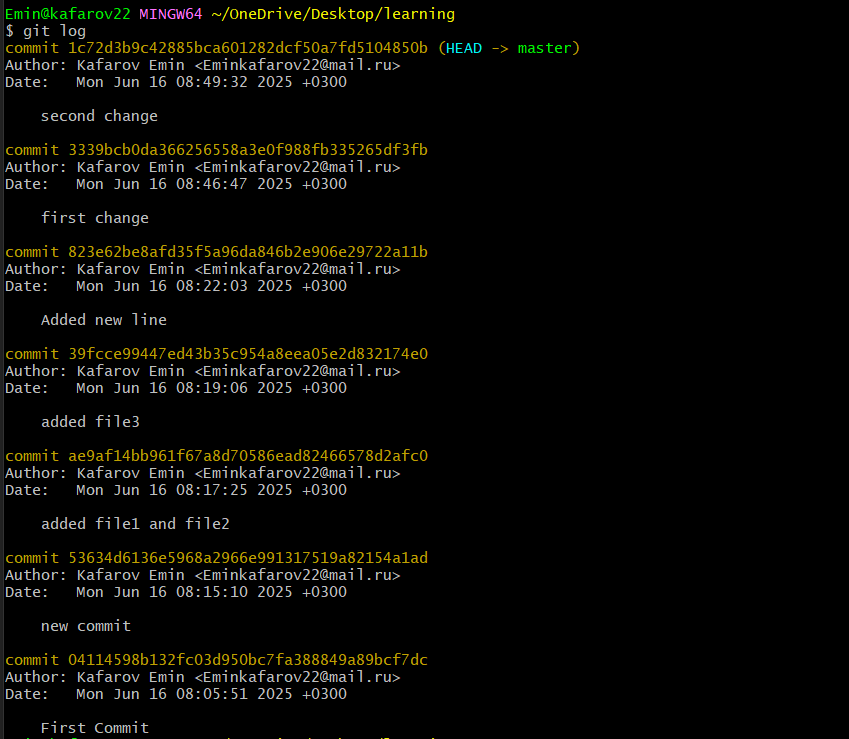 Emin@kafarov22 MINGW64 ~/OneDrive/Desktop/learning
$ git log
commit 1c72d3b9c42885bca601282dcf50a7fd5104850b (HEAD -> master)
Author: Kafarov Emin <Eminkafarov22@mail.ru>
Date:   Mon Jun 16 08:49:32 2025 +0300

    second change

commit 3339bcb0da366256558a3e0f988fb335265df3fb
Author: Kafarov Emin <Eminkafarov22@mail.ru>
Date:   Mon Jun 16 08:46:47 2025 +0300

    first change

commit 823e62be8afd35f5a96da846b2e906e29722a11b
Author: Kafarov Emin <Eminkafarov22@mail.ru>
Date:   Mon Jun 16 08:22:03 2025 +0300

    Added new line

commit 39fcce99447ed43b35c954a8eea05e2d832174e0
Author: Kafarov Emin <Eminkafarov22@mail.ru>
Date:   Mon Jun 16 08:19:06 2025 +0300

    added file3

commit ae9af14bb961f67a8d70586ead82466578d2afc0
Author: Kafarov Emin <Eminkafarov22@mail.ru>
Date:   Mon Jun 16 08:17:25 2025 +0300

    added file1 and file2

commit 53634d6136e5968a2966e991317519a82154a1ad
Author: Kafarov Emin <Eminkafarov22@mail.ru>
Date:   Mon Jun 16 08:15:10 2025 +0300

    new commit

commit 04114598b132fc03d950bc7fa388849a89bcf7dc
Author: Kafarov Emin <Eminkafarov22@mail.ru>
Date:   Mon Jun 16 08:05:51 2025 +0300

    First Commit